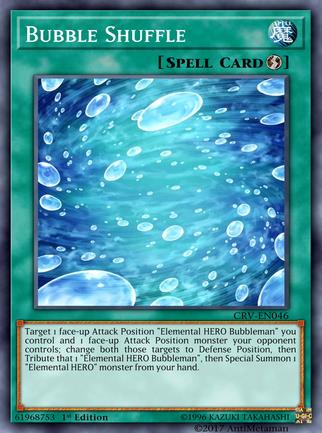 BUBBLE SHUFFLE
[SPELL CARD]
CRV-EN046
Target 1 face-up Attack Position "Elemental HERO Bubbleman" you
control and 1 face-up Attack Position monster your opponent
controls; change both those targets to Defense Position, then
Tribute that 1 "Elemental HERO Bubbleman", then Special Summon 1
"Elemental HERO" monster from your hand.
61968753 1st Edition ©1996 KAZUKI TAKAHASHI
©2017 AntiMetaman